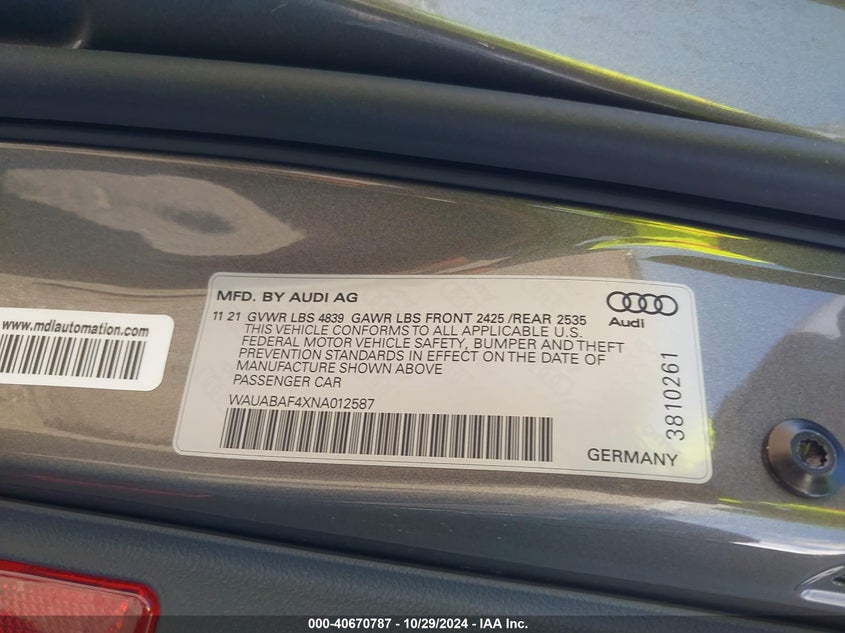 MFD. BY AUDI AG
11 21 GVWR LBS 4839 GAWR LBS FRONT 2425 /REAR 2535
THIS VEHICLE CONFORMS TO ALL APPLICABLE U.S.
FEDERAL MOTOR VEHICLE SAFETY, BUMPER AND THEFT
PREVENTION STANDARDS IN EFFECT ON THE DATE OF
MANUFACTURE SHOWN ABOVE
PASSENGER CAR
WAUABAF4XNA012587
Audi
3810261
GERMANY
www.mdlautomation.com
000-40670787 - 10/29/2024 - IAA Inc.